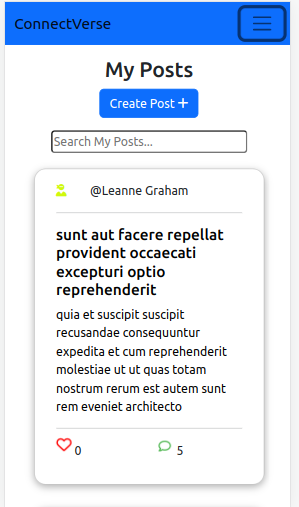 ConnectVerse
My Posts
Create Post +
Search My Posts...
@Leanne Graham
sunt aut facere repellat
provident occaecati
excepturi optio
reprehenderit
quia et suscipit suscipit
recusandae consequuntur
expedita et cum reprehenderit
molestiae ut ut quas totam
nostrum rerum est autem sunt
rem eveniet architecto
0 5